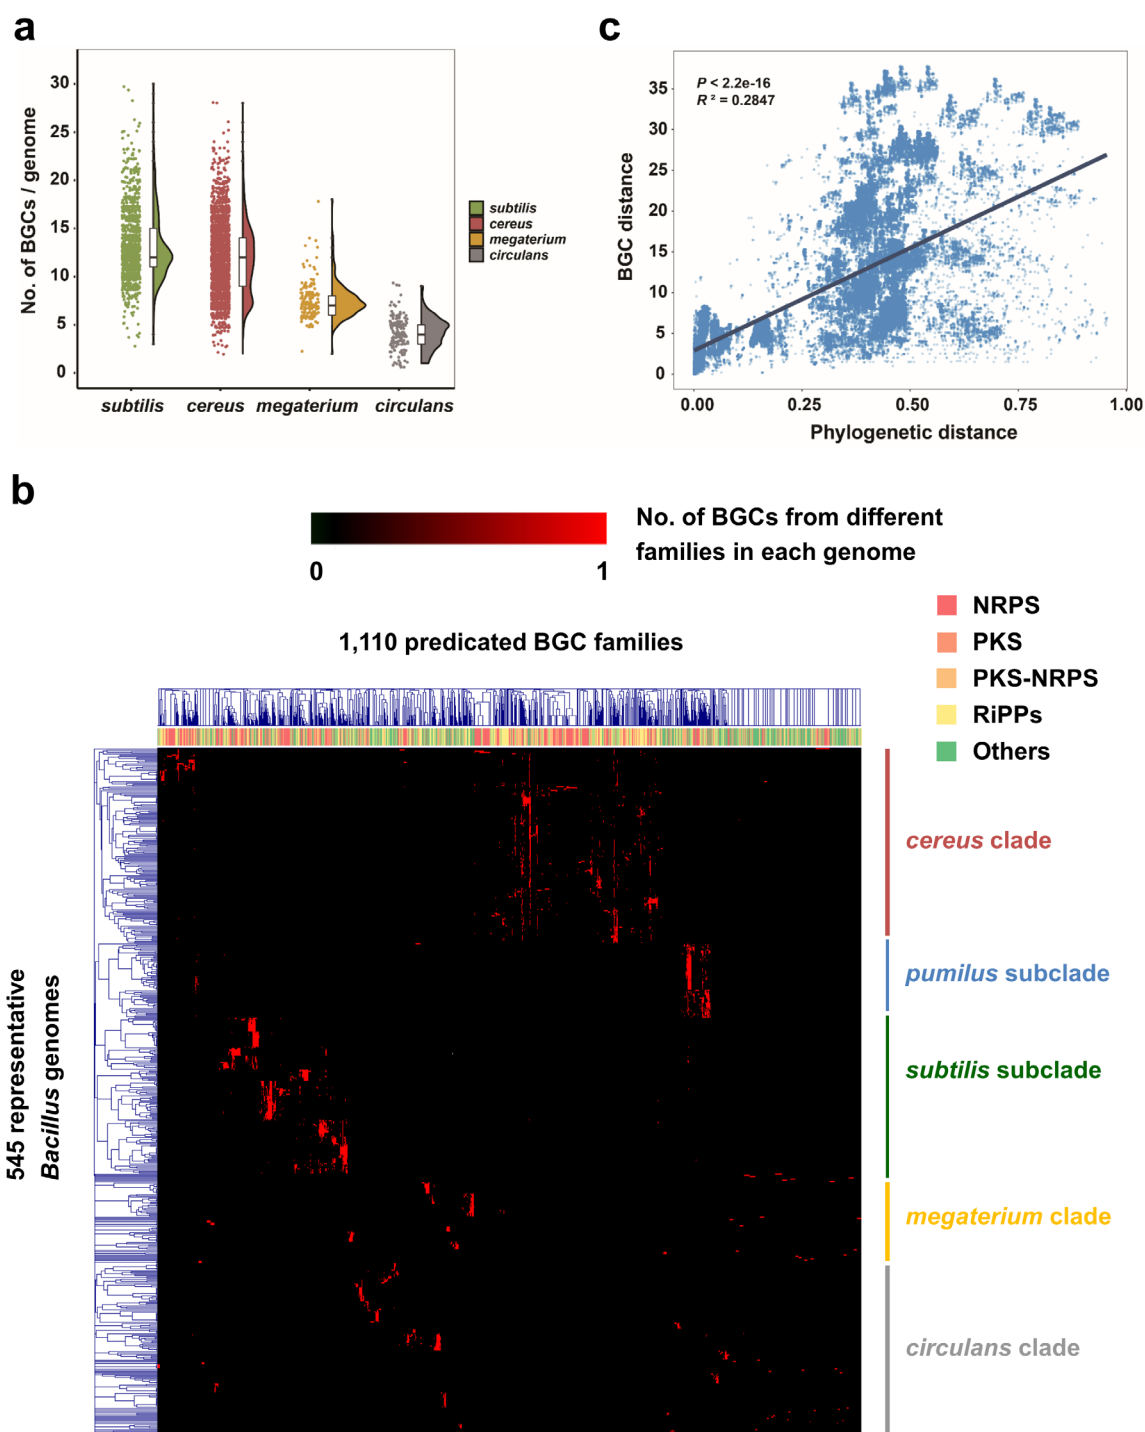 a
No. of BGCs / genome
30
25
20
15
10
5
0
subtilis cereus megaterium circulans
subtilis
cereus
megaterium
circulans
c
P < 2.2e-16
R ² = 0.2847
BGC distance
35
30
25
20
15
10
5
0
0.00 0.25 0.50 0.75 1.00
Phylogenetic distance
b
0 1
No. of BGCs from different
families in each genome
NRPS
PKS
PKS-NRPS
RiPPs
Others
1,110 predicated BGC families
545 representative
Bacillus genomes
cereus clade
pumilus subclade
subtilis subclade
megaterium clade
circulans clade